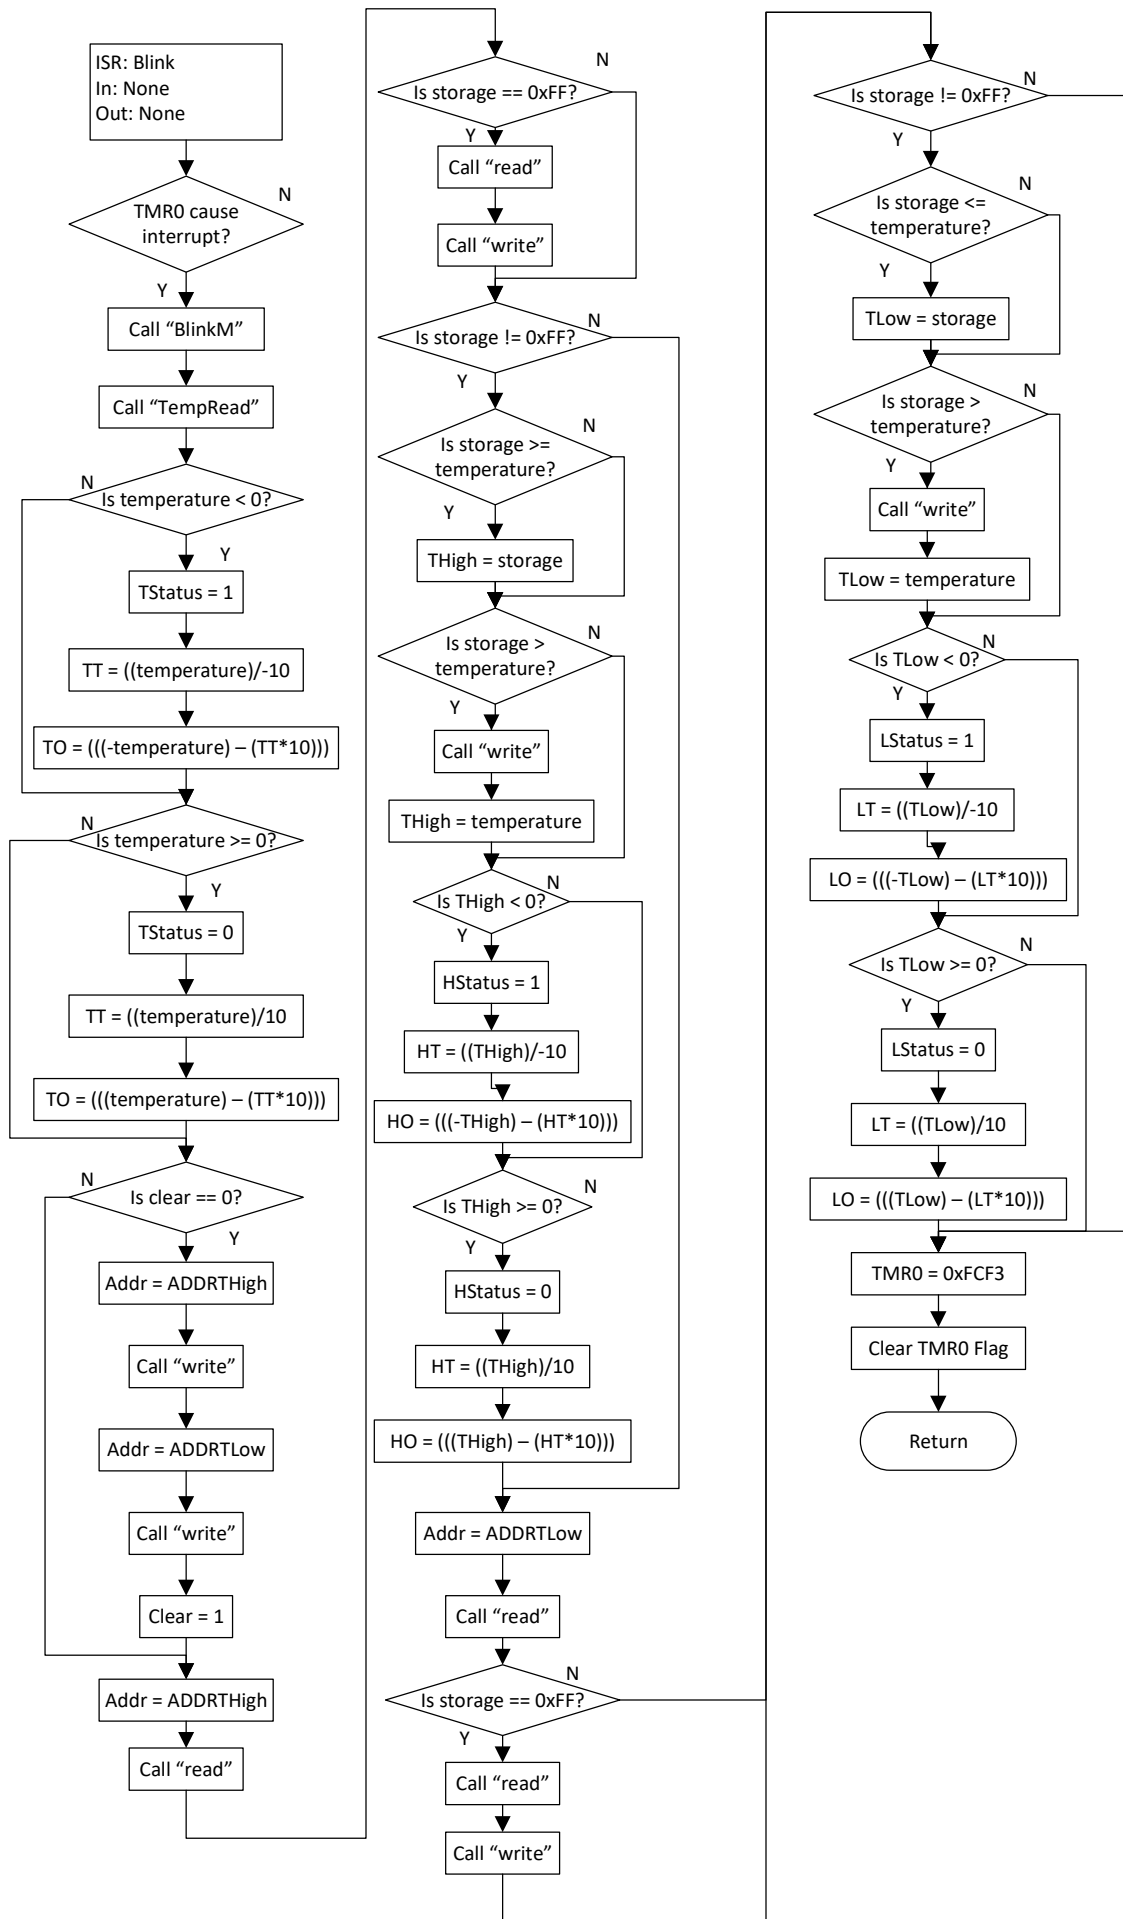 ISR: Blink
In: None
Out: None
N
TMR0 cause
interrupt?
Y
Call “BlinkM”
Call “TempRead”
N
Is temperature < 0?
Y
TStatus = 1
TT = ((temperature)/-10
TO = (((-temperature) – (TT*10)))
N
Is temperature >= 0?
Y
TStatus = 0
TT = ((temperature)/10
TO = (((temperature) – (TT*10)))
N
Is clear == 0?
Y
Addr = ADDRTHigh
Call “write”
Addr = ADDRTLow
Call “write”
Clear = 1
Addr = ADDRTHigh
Call “read”
N
Is storage == 0xFF?
Y
Call “read”
Call “write”
N
Is storage != 0xFF?
Y
N
Is storage >=
temperature?
Y
THigh = storage
N
Is storage >
temperature?
Y
Call “write”
THigh = temperature
N
Is THigh < 0?
Y
HStatus = 1
HT = ((THigh)/-10
HO = (((-THigh) – (HT*10)))
N
Is THigh >= 0?
Y
HStatus = 0
HT = ((THigh)/10
HO = (((THigh) – (HT*10)))
Addr = ADDRTLow
Call “read”
N
Is storage == 0xFF?
Y
Call “read”
Call “write”
N
Is storage != 0xFF?
Y
N
Is storage <=
temperature?
Y
TLow = storage
N
Is storage >
temperature?
Y
Call “write”
TLow = temperature
N
Is TLow < 0?
Y
LStatus = 1
LT = ((TLow)/-10
LO = (((-TLow) – (LT*10)))
N
Is TLow >= 0?
Y
LStatus = 0
LT = ((TLow)/10
LO = (((TLow) – (LT*10)))
TMR0 = 0xFCF3
Clear TMR0 Flag
Return